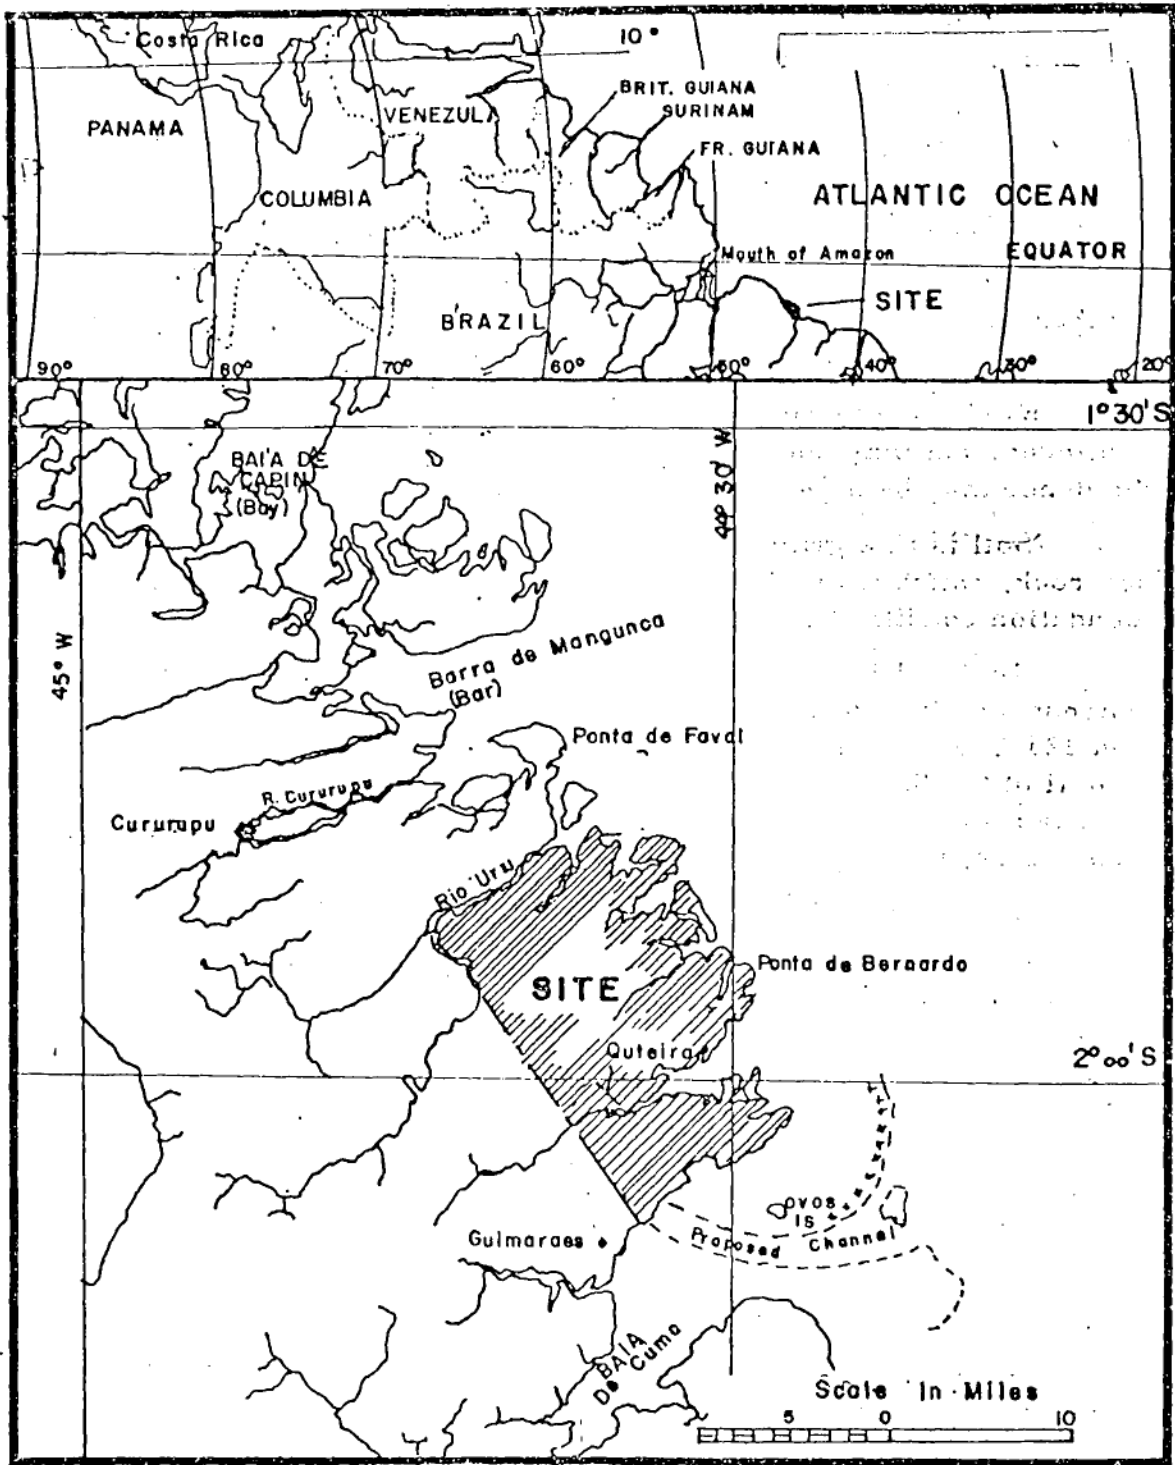 Costa Rica
10°
BRIT. GUIANA
VENEZULA
SURINAM
PANAMA
FR. GUIANA
COLUMBIA
ATLANTIC OCEAN
Mouth of Amazon
EQUATOR
SITE
BRAZIL
90°
80°
70°
60°
50°
40°
30°
20°
1°30' S
BAIA DE
CAPIN
(Bay)
44° 30' W
45° W
Barra de Mangunca
(Bar)
Ponta de Faval
R. Cururupu
Cururupu
Rio Uru
Ponta de Bernardo
SITE
Outeiro
2°00' S
OVOS
IS
Proposed Channel
Guimaraes
BAIA
De Cuma
Scale In Miles
5
0
10